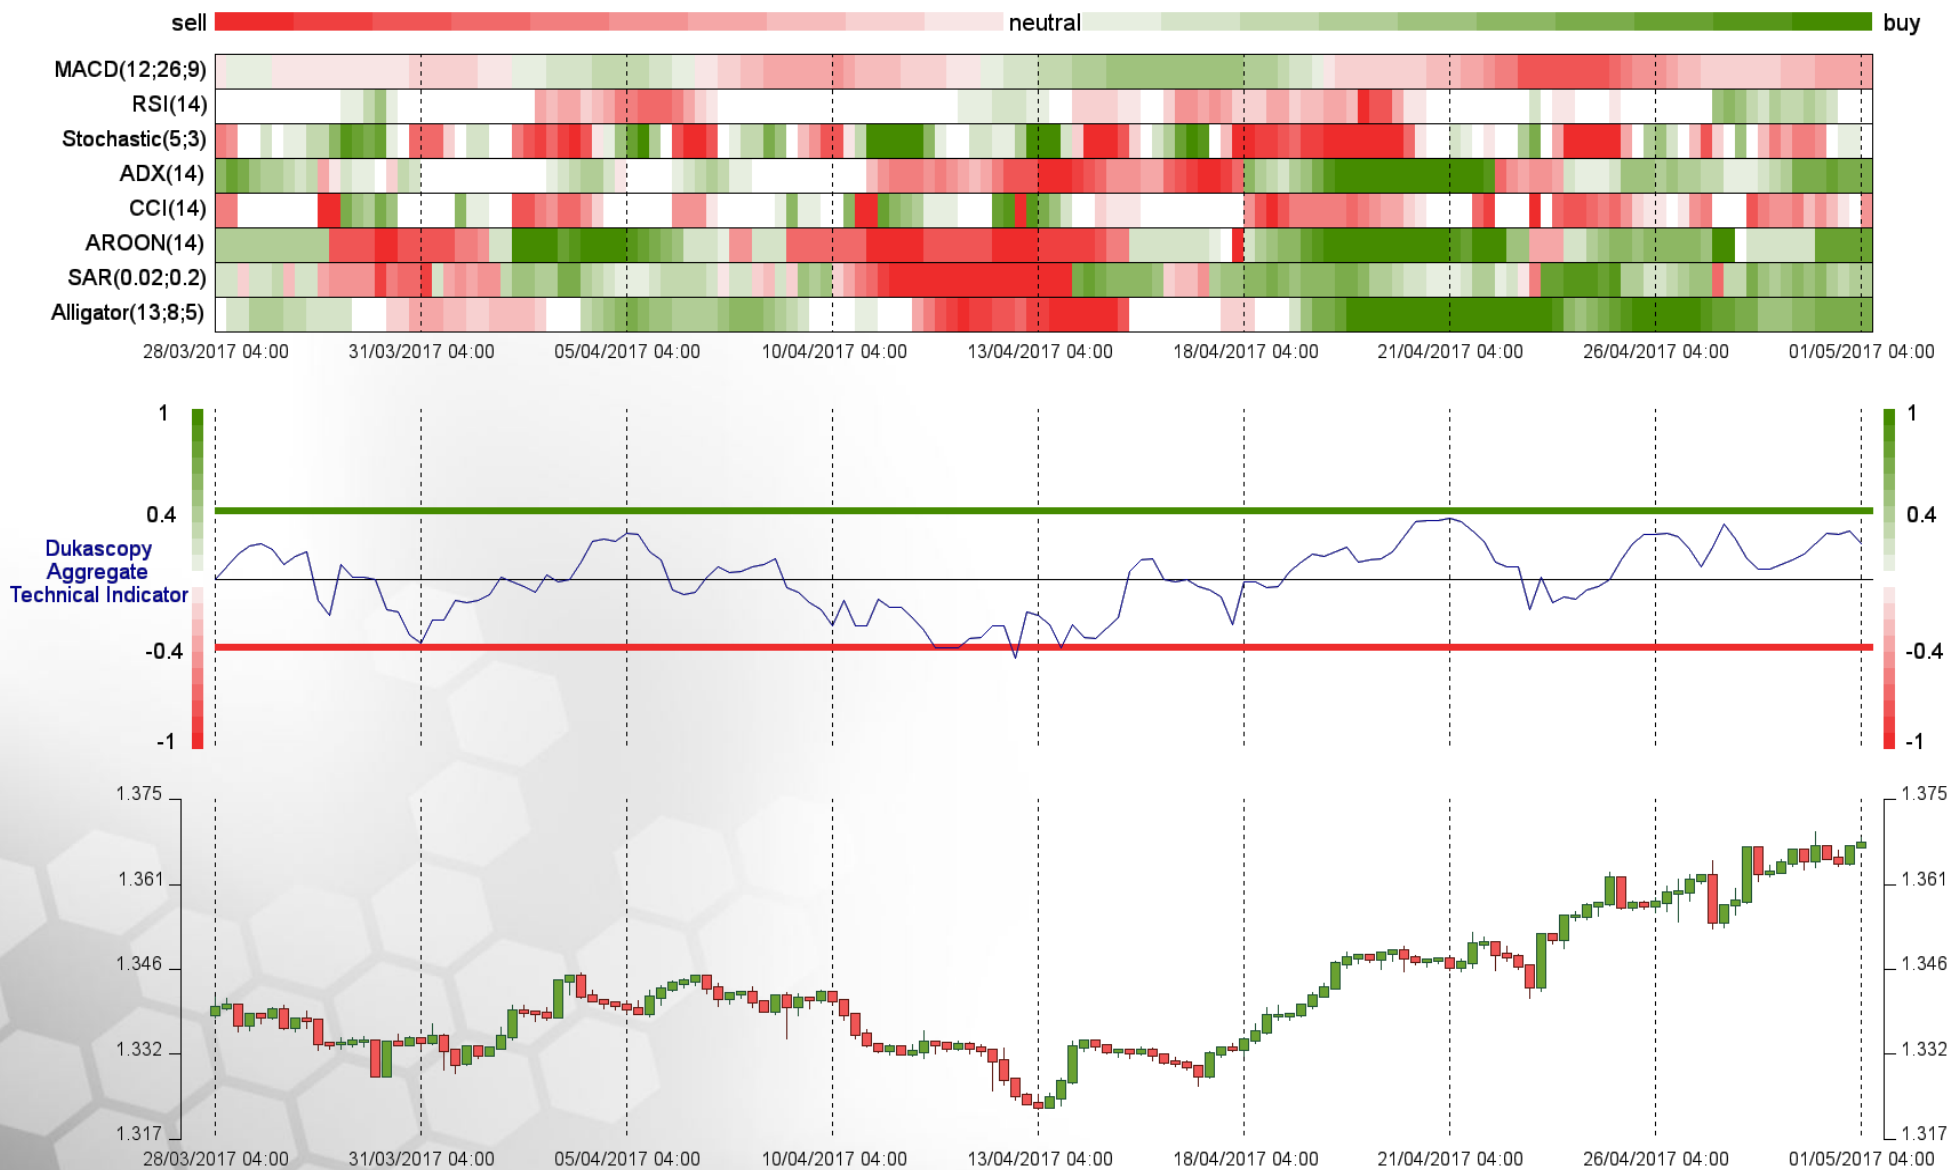 sell neutral buy
MACD(12;26;9)
RSI(14)
Stochastic(5;3)
ADX(14)
CCI(14)
AROON(14)
SAR(0.02;0.2)
Alligator(13;8;5)
28/03/2017 04:00 31/03/2017 04:00 05/04/2017 04:00 10/04/2017 04:00 13/04/2017 04:00 18/04/2017 04:00 21/04/2017 04:00 26/04/2017 04:00 01/05/2017 04:00
1 1
0.4 0.4
Dukascopy
Aggregate
Technical Indicator
-0.4 -0.4
-1 -1
1.375 1.375
1.361 1.361
1.346 1.346
1.332 1.332
1.317 1.317
28/03/2017 04:00 31/03/2017 04:00 05/04/2017 04:00 10/04/2017 04:00 13/04/2017 04:00 18/04/2017 04:00 21/04/2017 04:00 26/04/2017 04:00 01/05/2017 04:00